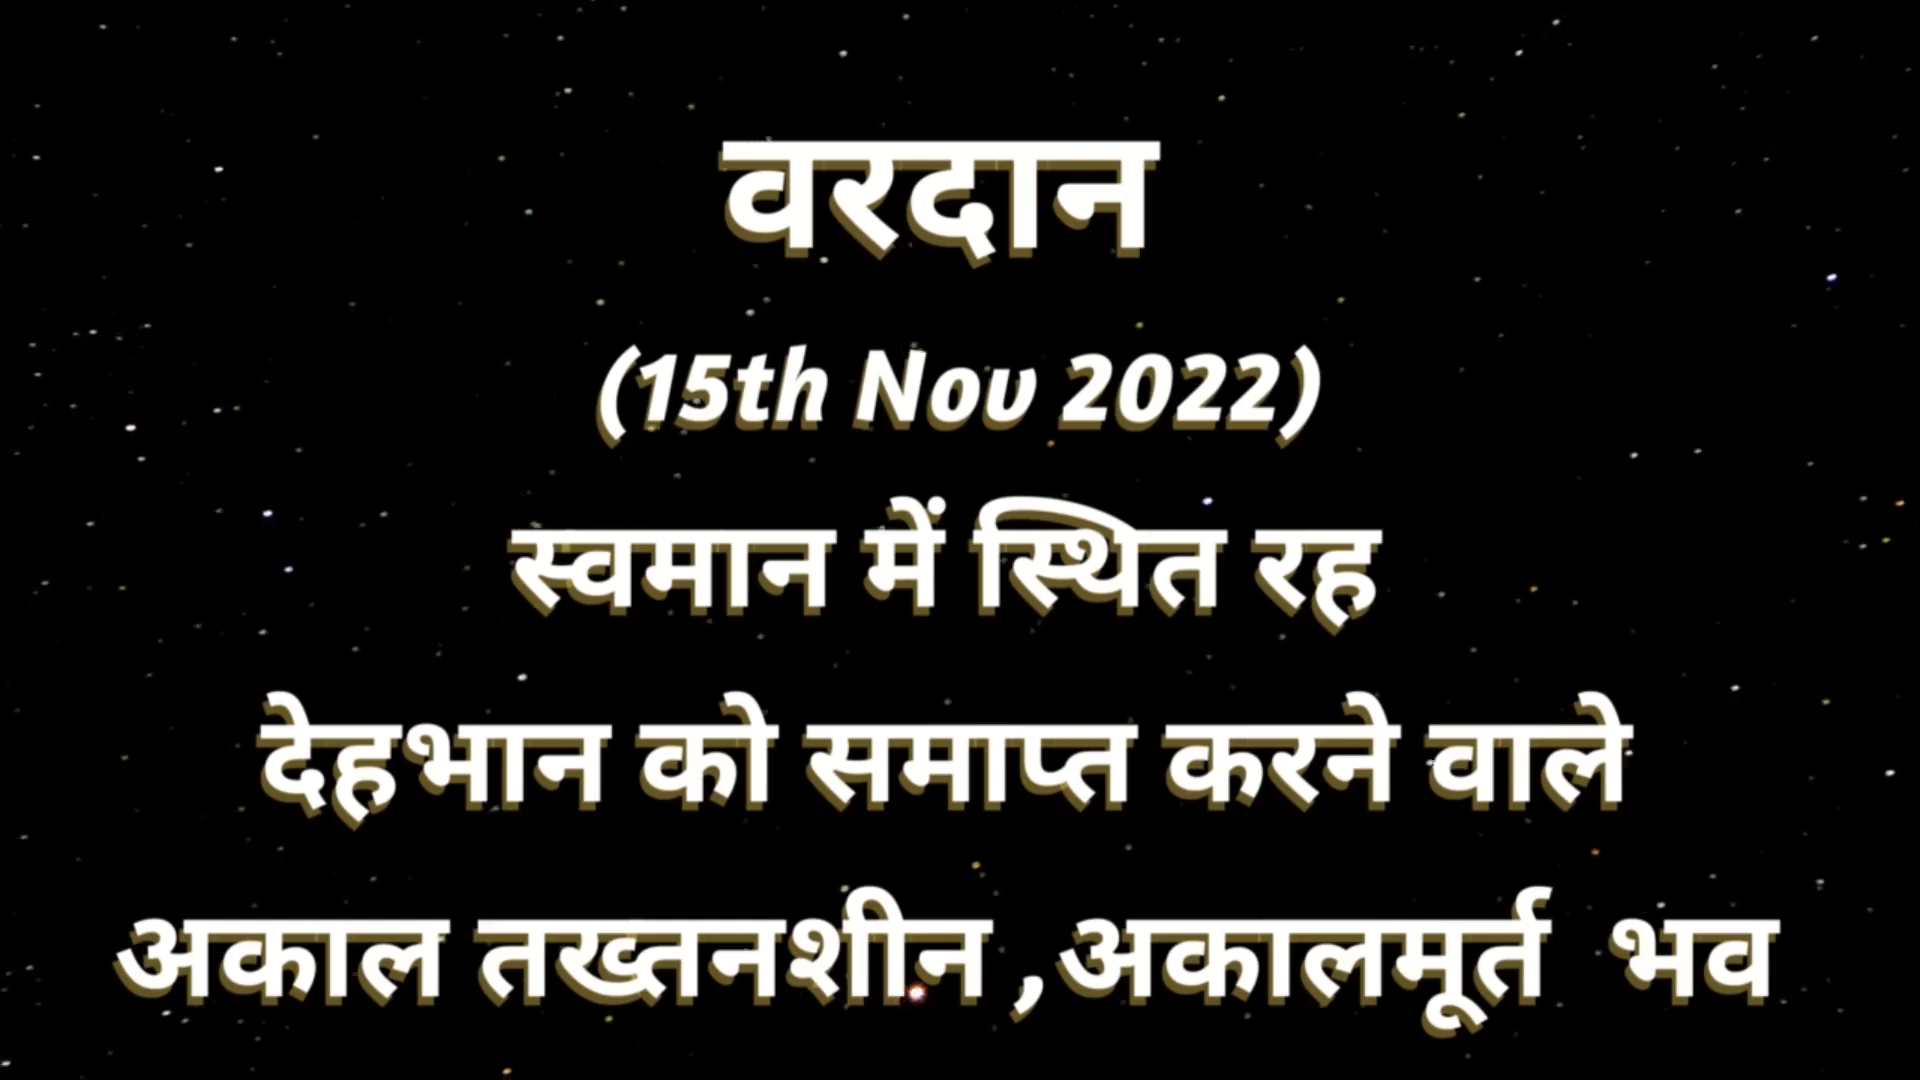 वरदान
(15th Nov 2022)
स्वमान में स्थित रह
देहभान को समाप्त करने वाले
अकाल तख्तनशीन ,अकालमूर्त भव